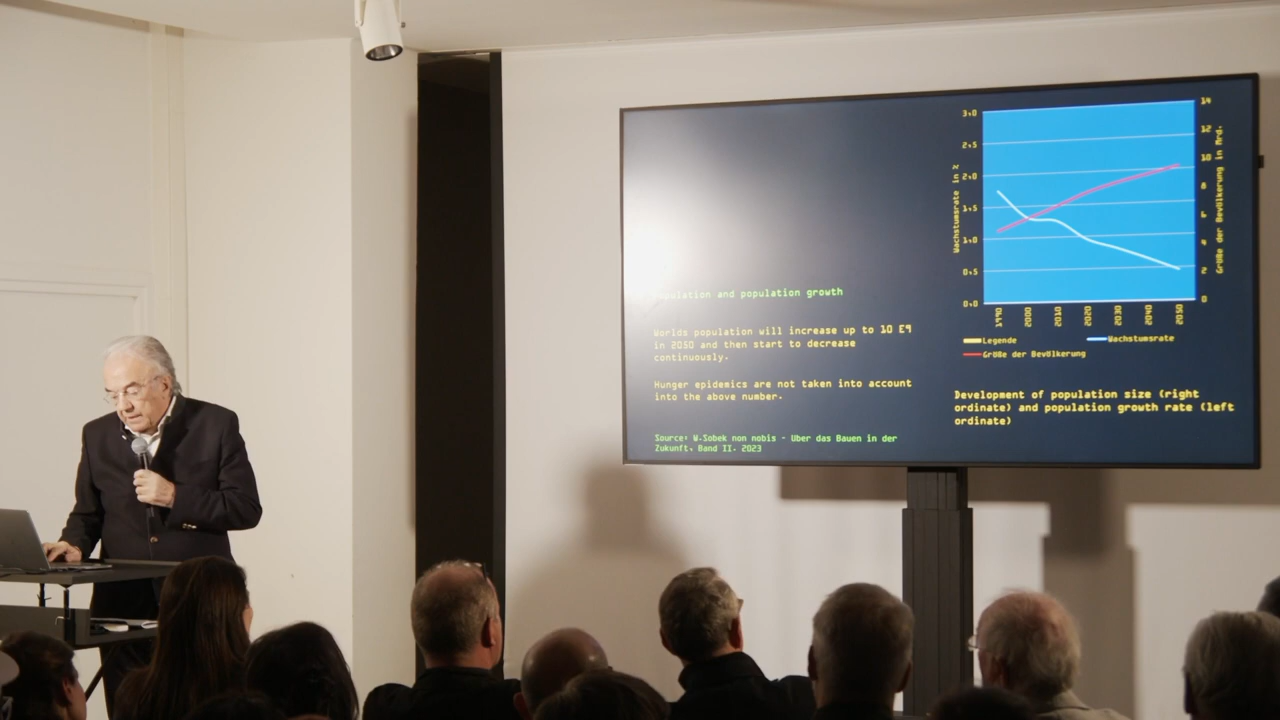 population and population growth
Worlds population will increase up to 10 E9
in 2050 and then start to decrease
continuously.
Hunger epidemics are not taken into account
into the above number.
Source: W.Sobek non nobis - Uber das Bauen in der
Zukunft, Band II. 2023
Wachstumsrate in %
3,0
2,5
2,0
1,5
1,0
0,5
0,0
14
12
10
8
6
4
2
0
Größe der Bevölkerung in Mrd.
1990
2000
2010
2020
2030
2040
2050
Legende
Wachstumsrate
Größe der Bevölkerung
Development of population size (right
ordinate) and population growth rate (left
ordinate)